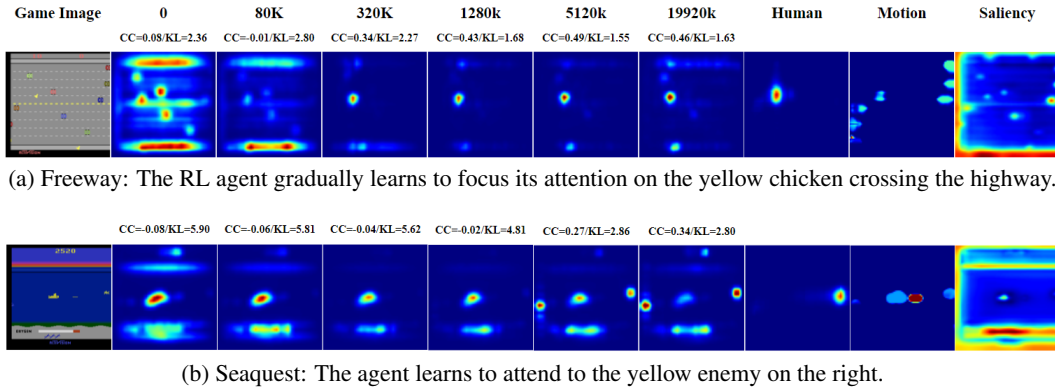 Game Image 0 80K 320K 1280k 5120k 19920k Human Motion Saliency
CC=0.08/KL=2.36 CC=-0.01/KL=2.80 CC=0.34/KL=2.27 CC=0.43/KL=1.68 CC=0.49/KL=1.55 CC=0.46/KL=1.63
(a) Freeway: The RL agent gradually learns to focus its attention on the yellow chicken crossing the highway.
CC=-0.08/KL=5.90 CC=-0.06/KL=5.81 CC=-0.04/KL=5.62 CC=-0.02/KL=4.81 CC=0.27/KL=2.86 CC=0.34/KL=2.80
2520
(b) Seaquest: The agent learns to attend to the yellow enemy on the right.